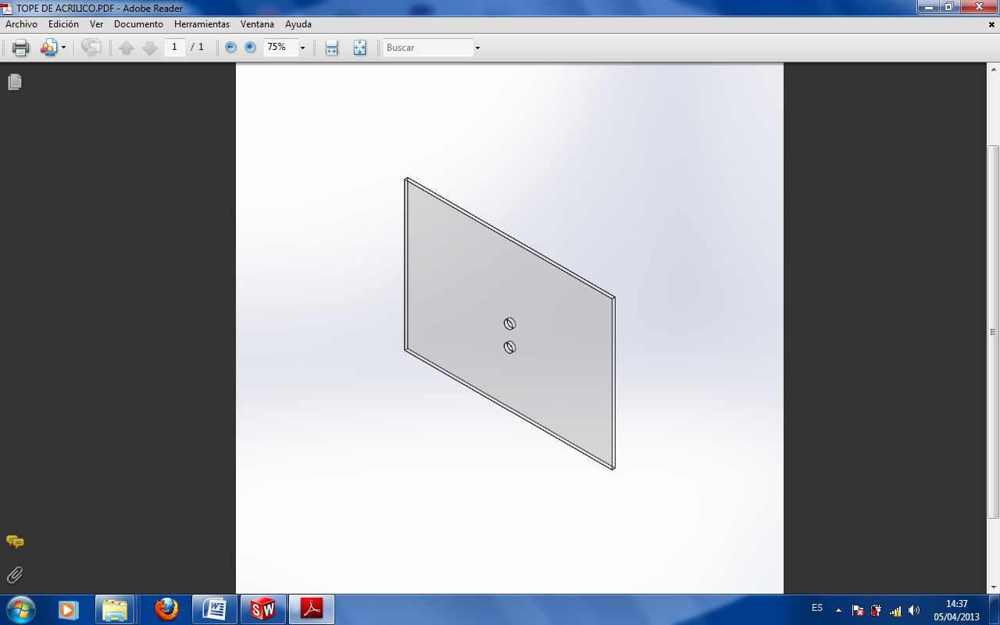 TOPE DE ACRILICO.PDF - Adobe Reader
Archivo Edición Ver Documento Herramientas Ventana Ayuda
1 / 1 75% Buscar
W SW
ES 14:37
05/04/2013